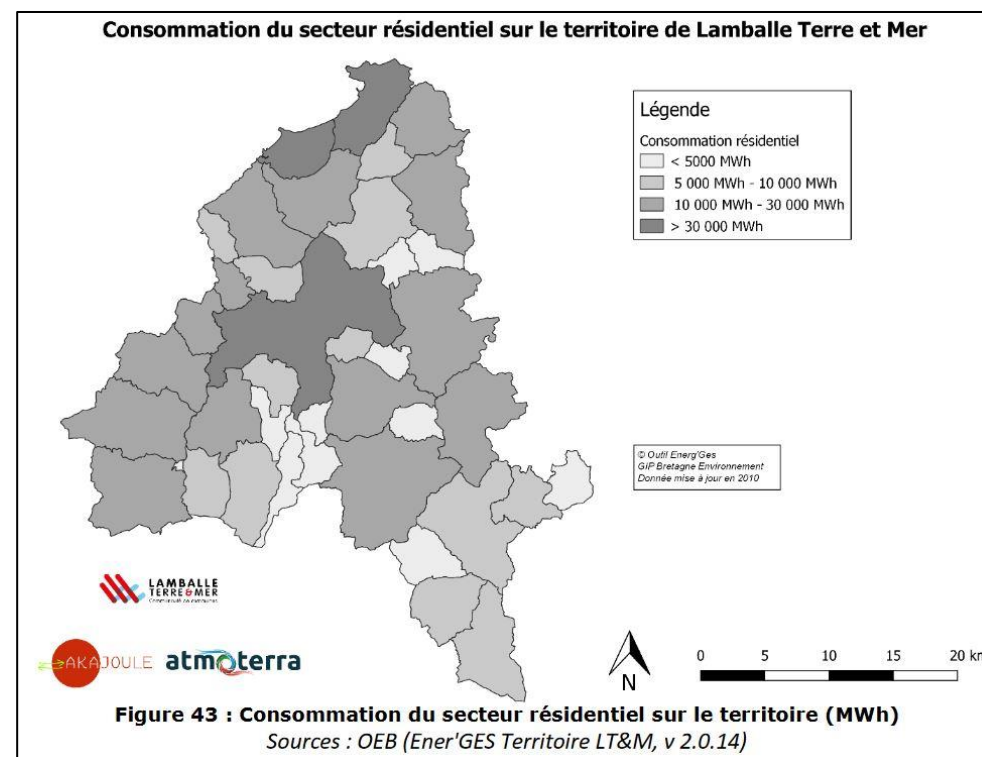 Consommation du secteur résidentiel sur le territoire de Lamballe Terre et Mer
Légende
Consommation résidentiel
< 5000 MWh
5 000 MWh - 10 000 MWh
10 000 MWh - 30 000 MWh
> 30 000 MWh
© Outil Energ'Ges
GIP Bretagne Environnement
Donnée mise à jour en 2010
LAMBALLE
TERRE&MER
AKAJOULE
atmoterra
N
0 5 10 15 20 km
Figure 43 : Consommation du secteur résidentiel sur le territoire (MWh)
Sources : OEB (Ener'GES Territoire LT&M, v 2.0.14)